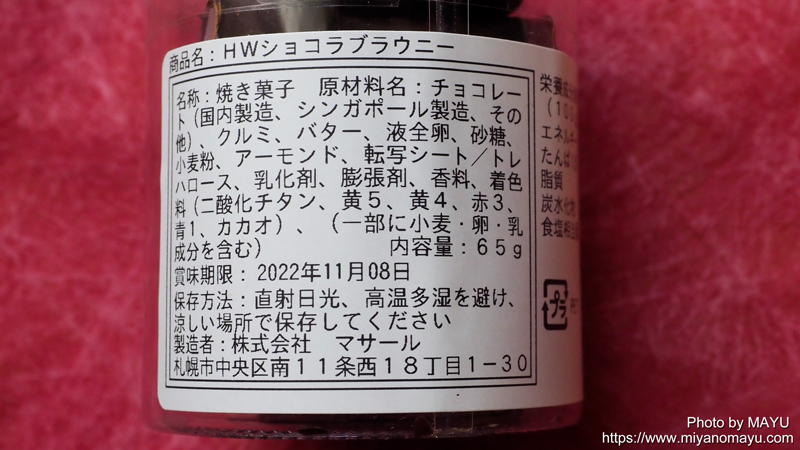 商品名：ＨＷショコラブラウニー
名称：焼き菓子　原材料名：チョコレー
ト（国内製造、シンガポール製造、その
他）、クルミ、バター、液全卵、砂糖、
小麦粉、アーモンド、転写シート／トレ
ハロース、乳化剤、膨張剤、香料、着色
料（二酸化チタン、黄５、黄４、赤３、
青１、カカオ）、（一部に小麦・卵・乳
成分を含む）　内容量：６５ｇ
賞味期限：2022年11月08日
保存方法：直射日光、高温多湿を避け、
涼しい場所で保存してください
製造者：株式会社　マサール
札幌市中央区南１１条西１８丁目１－３０
栄養成分
（１００
エネルギ
たんぱく
脂質
炭水化物
食塩相当
プラ
Photo by MAYU
https://www.miyanomayu.com/